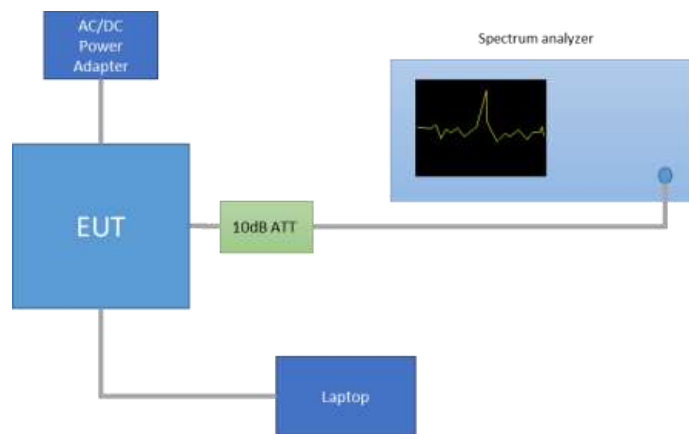 AC/DC
Power
Adapter
Spectrum analyzer
EUT
10dB ATT
Laptop